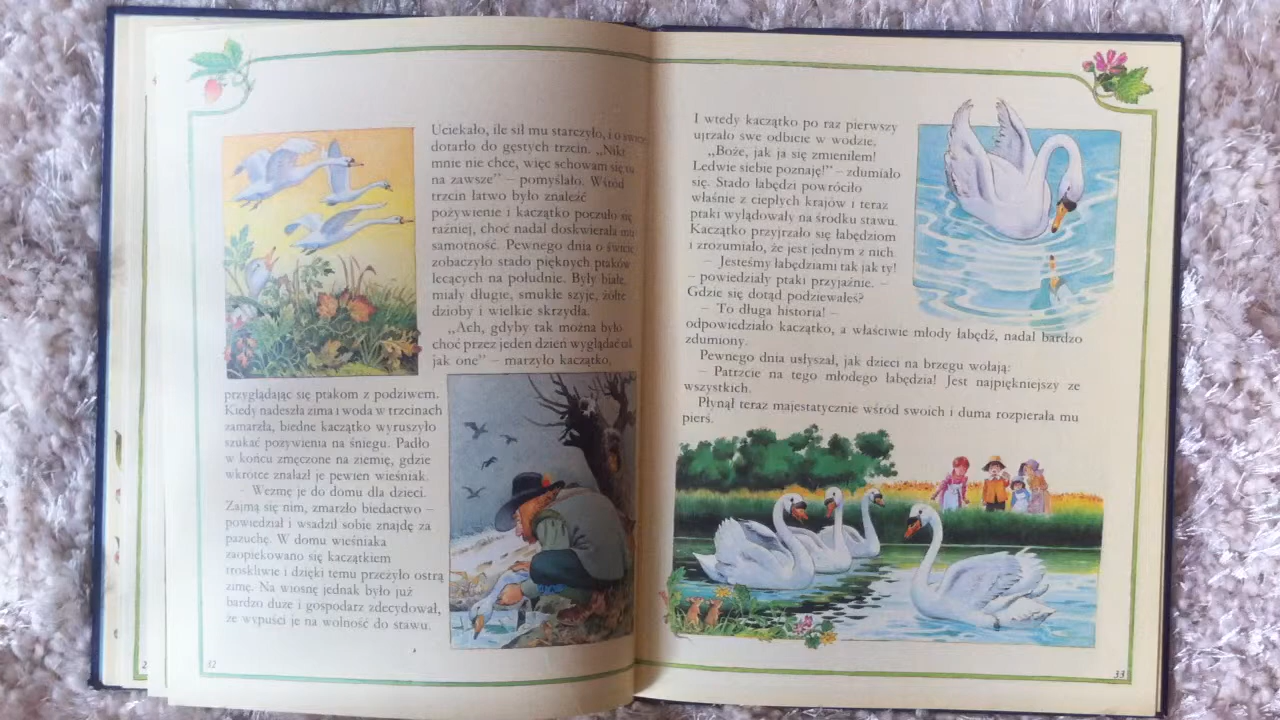 Uciekało, ile sił mu starczyło, i o świcie
dotarło do gęstych trzcin. „Nikt
mnie nie chce, więc schowam się tu
na zawsze” – pomyślało. Wśród
trzcin łatwo było znaleźć
pożywienie i kaczątko poczuło się
raźniej, choć nadal doskwierała mu
samotność. Pewnego dnia o świcie
zobaczyło stado pięknych ptaków
lecących na południe. Były białe,
miały długie, smukłe szyje, żółte
dzioby i wielkie skrzydła.
„Ach, gdyby tak można było
choć przez jeden dzień wyglądać tak
jak one” – marzyło kaczątko,
przyglądając się ptakom z podziwem.
Kiedy nadeszła zima i woda w trzcinach
zamarzła, biedne kaczątko wyruszyło
szukać pożywienia na śniegu. Padło
w końcu zmęczone na ziemię, gdzie
wkrótce znalazł je pewien wieśniak.
– Wezmę je do domu dla dzieci.
Zajmą się nim, zmarzło biedactwo –
powiedział i wsadził sobie znajdę za
pazuchę. W domu wieśniaka
zaopiekowano się kaczątkiem
troskliwie i dzięki temu przeżyło ostrą
zimę. Na wiosnę jednak było już
bardzo duże i gospodarz zdecydował,
że wypuści je na wolność do stawu.
2
32
I wtedy kaczątko po raz pierwszy
ujrzało swe odbicie w wodzie.
„Boże, jak ja się zmieniłem!
Ledwie siebie poznaję!” – zdumiało
się. Stado łabędzi powróciło
właśnie z ciepłych krajów i teraz
ptaki wylądowały na środku stawu.
Kaczątko przyjrzało się łabędziom
i zrozumiało, że jest jednym z nich.
– Jesteśmy łabędziami tak jak ty!
– powiedziały ptaki przyjaźnie. –
Gdzie się dotąd podziewałeś?
– To długa historia! –
odpowiedziało kaczątko, a właściwie młody łabędź, nadal bardzo
zdumiony.
Pewnego dnia usłyszał, jak dzieci na brzegu wołają:
– Patrzcie na tego młodego łabędzia! Jest najpiękniejszy ze
wszystkich.
Płynął teraz majestatycznie wśród swoich i duma rozpierała mu
pierś.
33